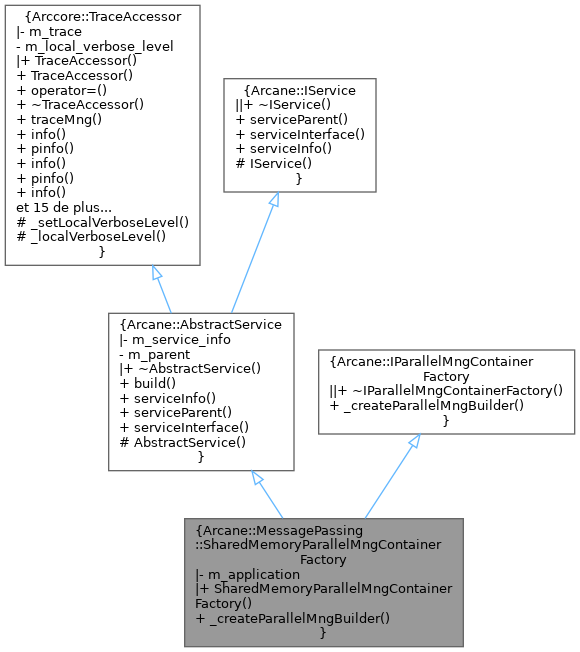 {Arccore::TraceAccessor
|- m_trace
- m_local_verbose_level
|+ TraceAccessor()
+ TraceAccessor()
+ operator=()
+ ~TraceAccessor()
+ traceMng()
+ info()
+ pinfo()
+ info()
+ pinfo()
+ info()
et 15 de plus...
# _setLocalVerboseLevel()
# _localVerboseLevel()
}
{Arcane::IService
||+ ~IService()
+ serviceParent()
+ serviceInterface()
+ serviceInfo()
# IService()
}
{Arcane::AbstractService
|- m_service_info
- m_parent
|+ ~AbstractService()
+ build()
+ serviceInfo()
+ serviceParent()
+ serviceInterface()
# AbstractService()
}
{Arcane::IParallelMngContainer
Factory
||+ ~IParallelMngContainerFactory()
+ _createParallelMngBuilder()
}
{Arcane::MessagePassing
::SharedMemoryParallelMngContainer
Factory
|- m_application
|+ SharedMemoryParallelMngContainer
Factory()
+ _createParallelMngBuilder()
}